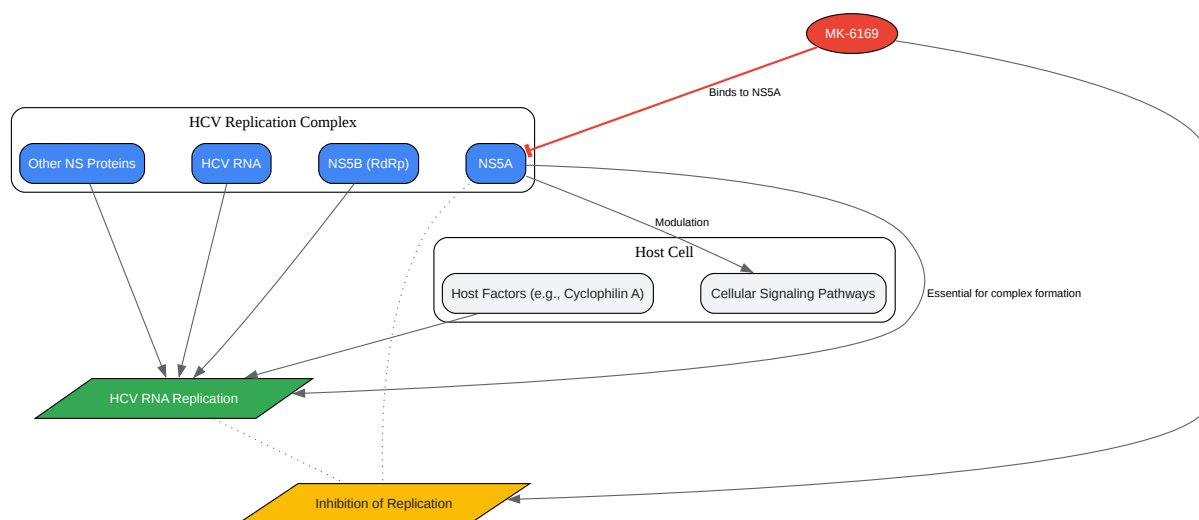 MK-6169
Binds to NS5A
HCV Replication Complex
Other NS Proteins
HCV RNA
NS5B (RdRp)
NS5A
Modulation
Host Cell
Host Factors (e.g., Cyclophilin A)
Cellular Signaling Pathways
Essential for complex formation
HCV RNA Replication
Inhibition of Replication